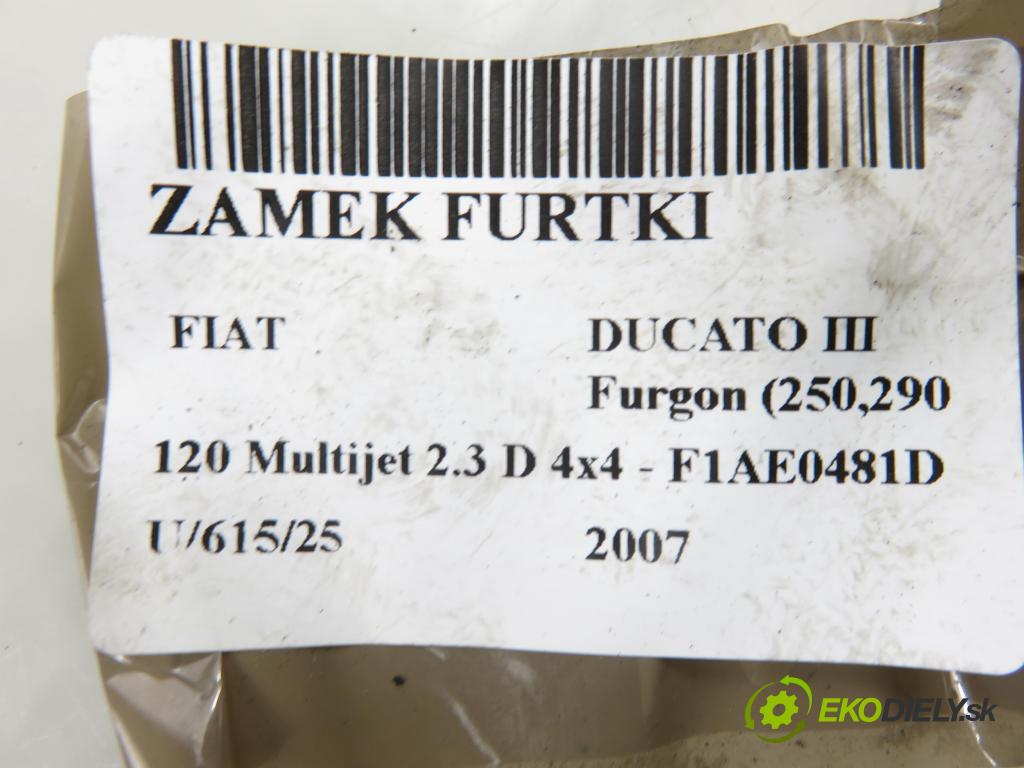 ZAMEK FURTKI
FIAT DUCATO III
Furgon (250,290
120 Multijet 2.3 D 4x4 - F1AE0481D
U/615/25 2007
EKODIELY.sk